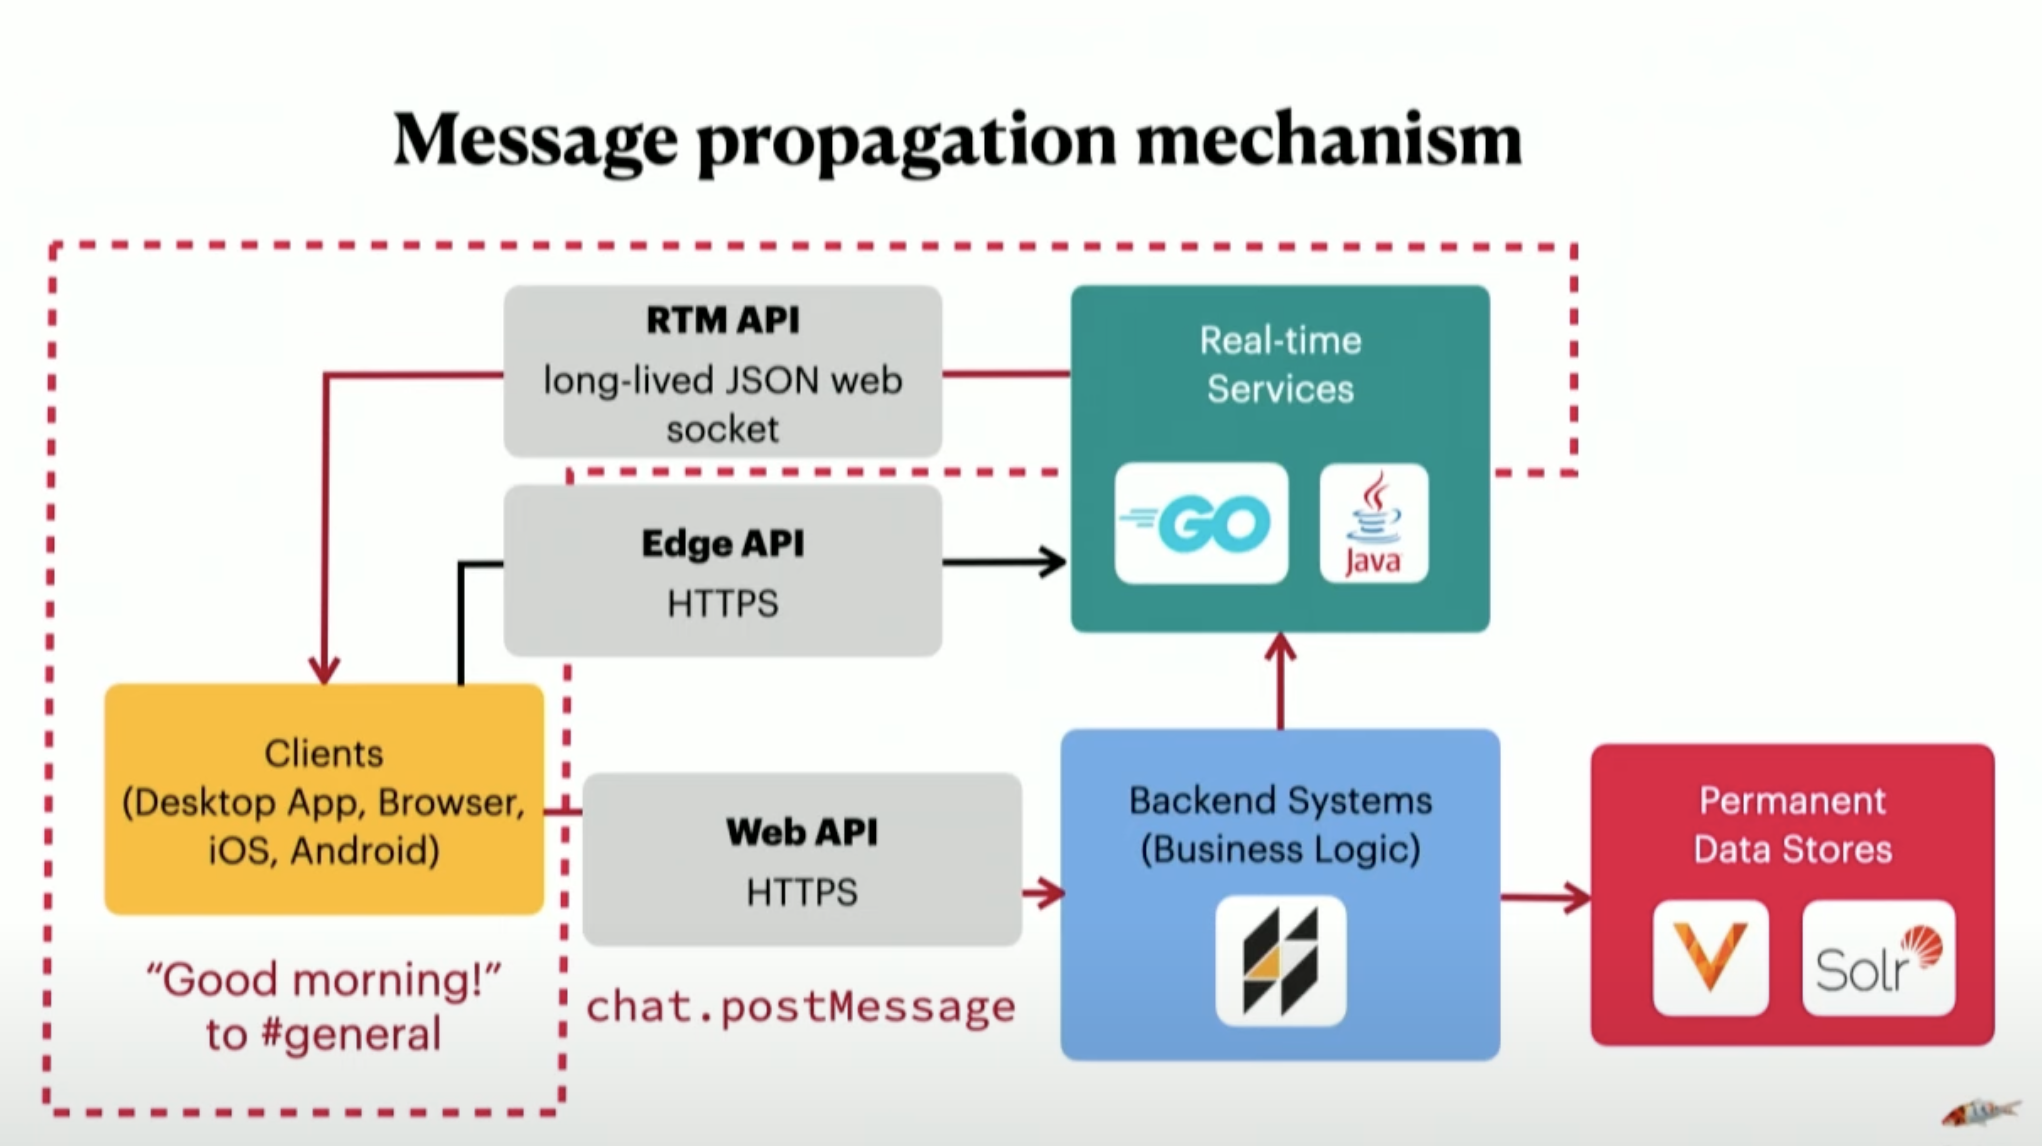 Message propagation mechanism
RTM API
long-lived JSON web
socket
Real-time
Services
GO
Java
Edge API
HTTPS
Clients
(Desktop App, Browser,
iOS, Android)
Web API
HTTPS
Backend Systems
(Business Logic)
Permanent
Data Stores
Solr
"Good morning!"
to #general
chat.postMessage